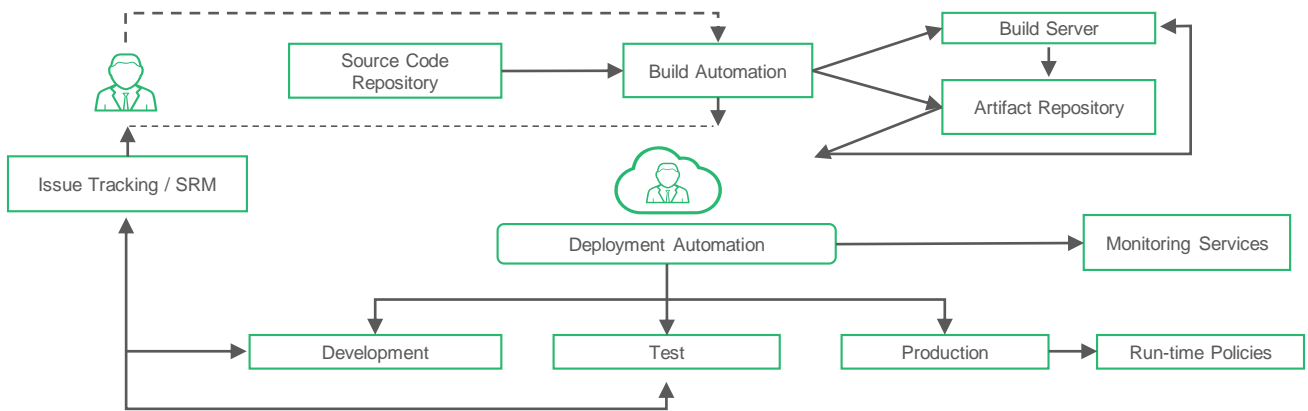 Build Server
Source Code
Repository
Build Automation
Artifact Repository
Issue Tracking / SRM
Deployment Automation
Monitoring Services
Development
Test
Production
Run-time Policies